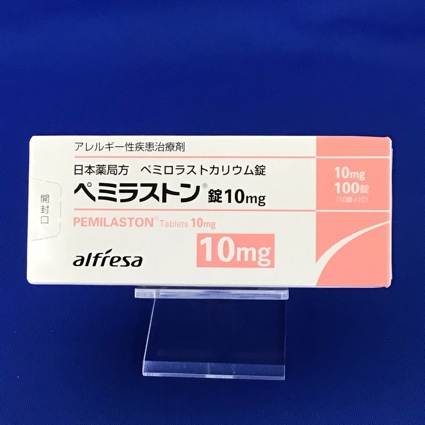 アレルギー性疾患治療剤
日本薬局方 ペミロラストカリウム錠
ペミラストン®錠10mg
PEMILASTON® Tablets 10mg
10mg
alfresa
10mg
100錠
開封口